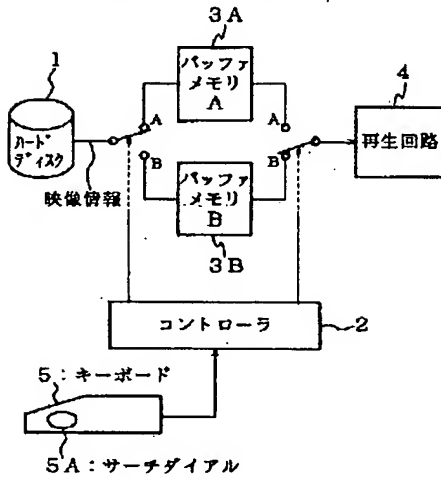 3A
1
バッファ
メモリ
A
4
A
A
ハード
ディスク
再生回路
B
B
映像情報
バッファ
メモリ
B
3B
コントローラ
2
5:キーボード
5A:サーチダイアル